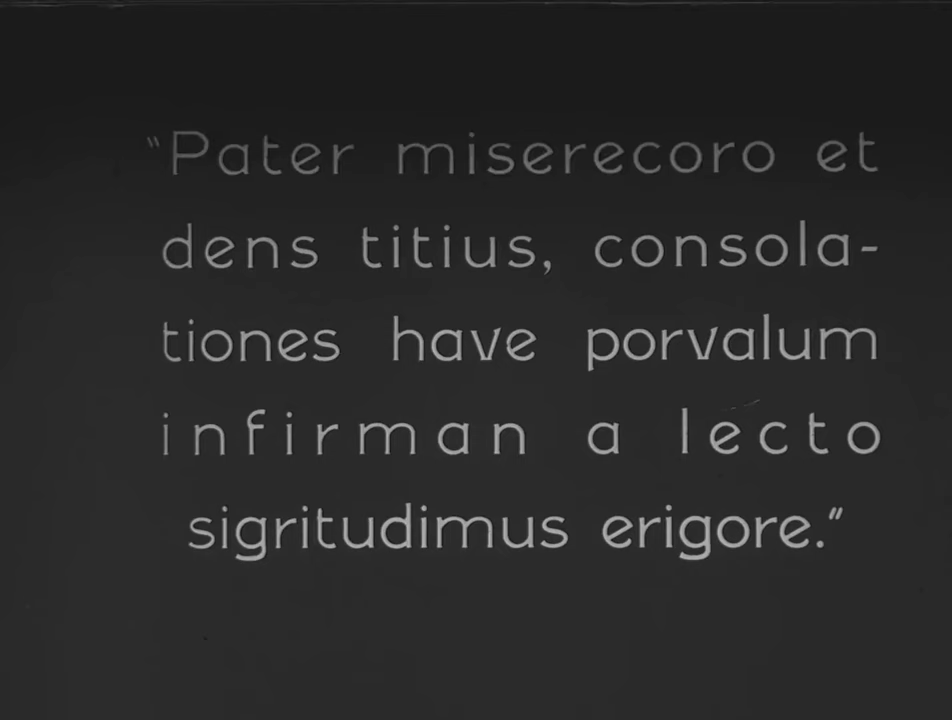 "Pater miserecoro et
dens titius, consola-
tiones have porvalum
infirman a lecto
sigritudimus erigore."